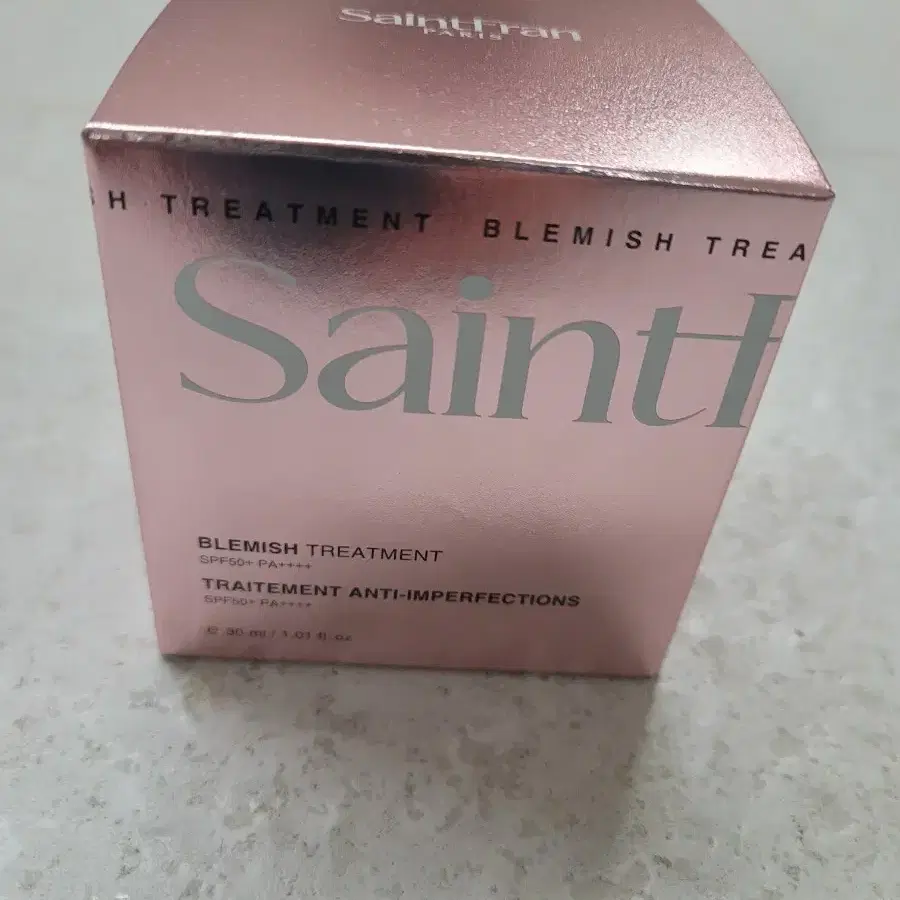 SaintFran
PARIS
H TREATMENT BLEMISH TREA
SaintF
BLEMISH TREATMENT
SPF50+ PA++++
TRAITEMENT ANTI-IMPERFECTIONS
SPF50+ PA++++
℮ 30 ml / 1.01 fl.oz